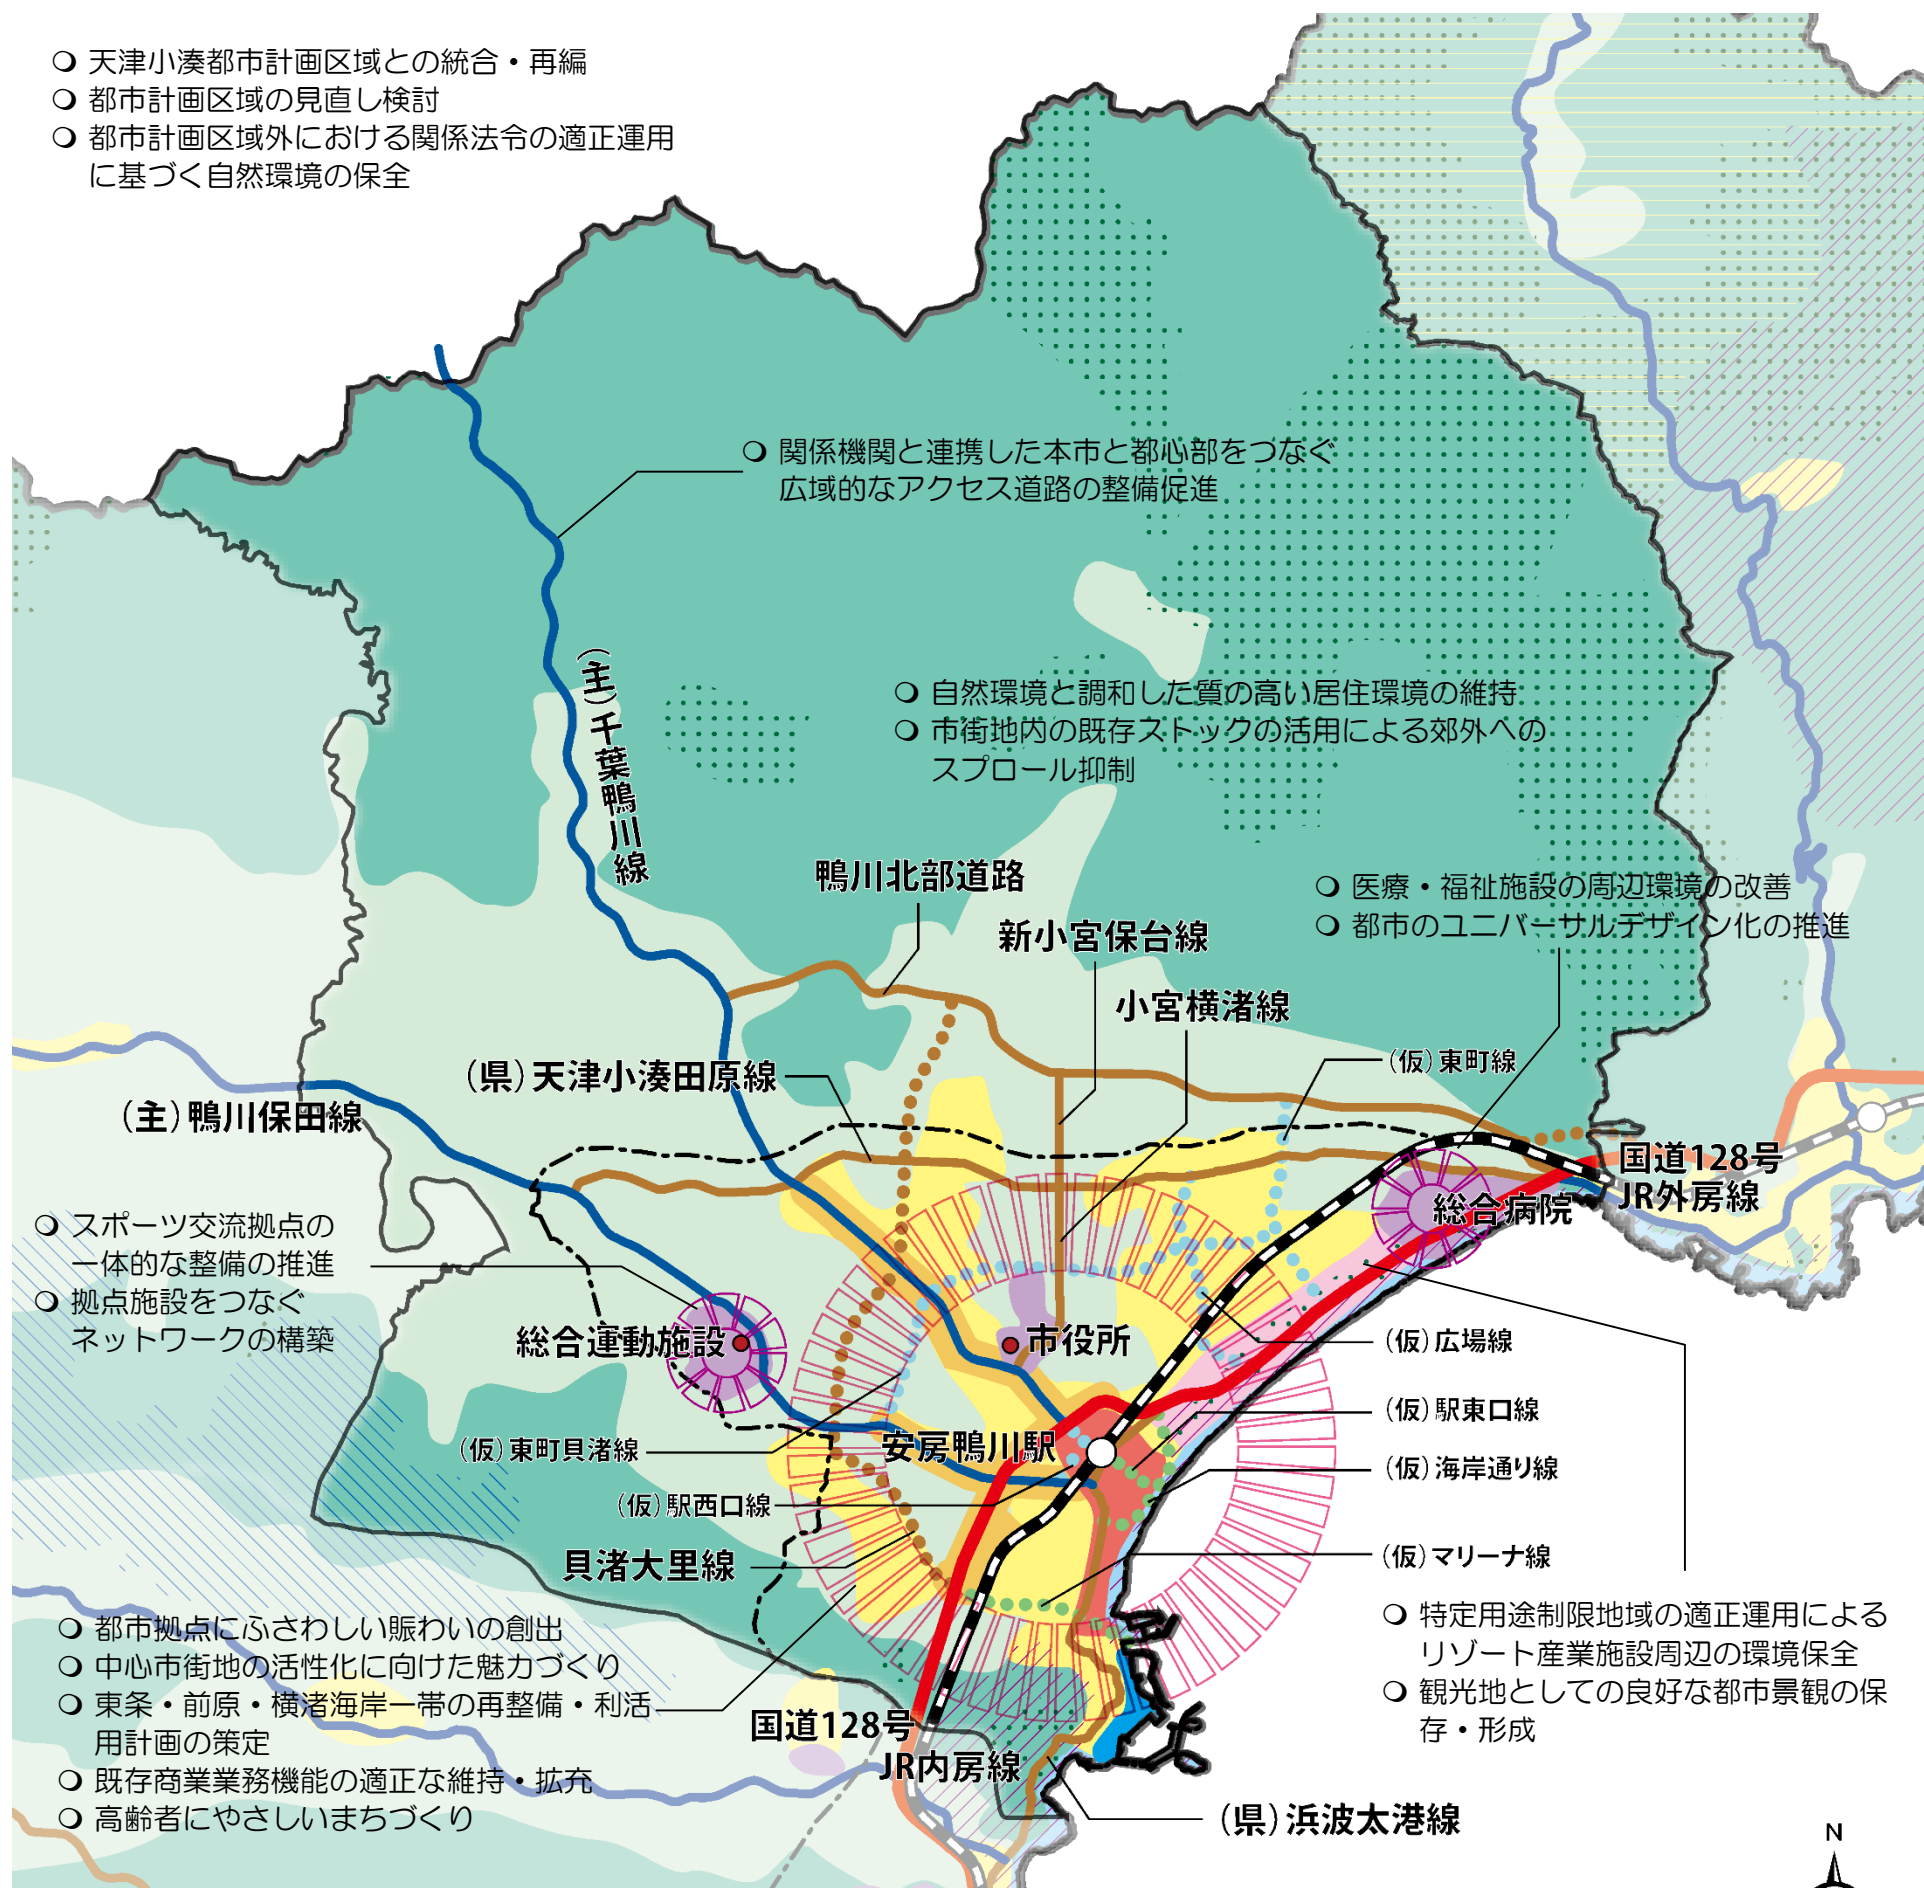 ○ 天津小湊都市計画区域との統合・再編
○ 都市計画区域の見直し検討
○ 都市計画区域外における関係法令の適正運用
に基づく自然環境の保全
○ 関係機関と連携した本市と都心部をつなぐ
広域的なアクセス道路の整備促進
(主)千葉鴨川線
○ 自然環境と調和した質の高い居住環境の維持
○ 市街地内の既存ストックの活用による郊外への
スプロール抑制
鴨川北部道路
○ 医療・福祉施設の周辺環境の改善
○ 都市のユニバーサルデザイン化の推進
新小宮保台線
小宮横渚線
(仮)東町線
(県)天津小湊田原線
(主)鴨川保田線
国道128号
JR外房線
総合病院
○ スポーツ交流拠点の
一体的な整備の推進
○ 拠点施設をつなぐ
ネットワークの構築
総合運動施設
市役所
(仮)広場線
(仮)駅東口線
安房鴨川駅
(仮)東町貝渚線
(仮)海岸通り線
(仮)駅西口線
貝渚大里線
(仮)マリーナ線
○ 特定用途制限地域の適正運用による
リゾート産業施設周辺の環境保全
○ 観光地としての良好な都市景観の保
存・形成
○ 都市拠点にふさわしい賑わいの創出
○ 中心市街地の活性化に向けた魅力づくり
○ 東条・前原・横渚海岸一帯の再整備・利活
用計画の策定
○ 既存商業業務機能の適正な維持・拡充
○ 高齢者にやさしいまちづくり
国道128号
JR内房線
(県)浜波太港線
N